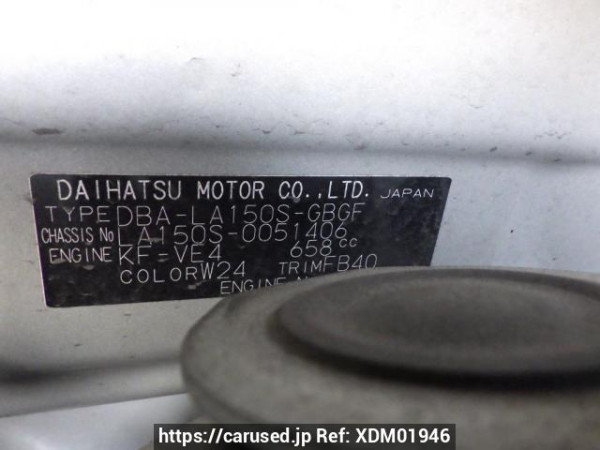 DAIHATSU MOTOR CO.,LTD. JAPAN
TYPE DBA-LA150S-GBGF
CHASSIS No LA150S-0051406
ENGINE KF=VE4 658cc
COLOR W24 TRIM FB40
ENGINE
https://carused.jp Ref: XDM01946